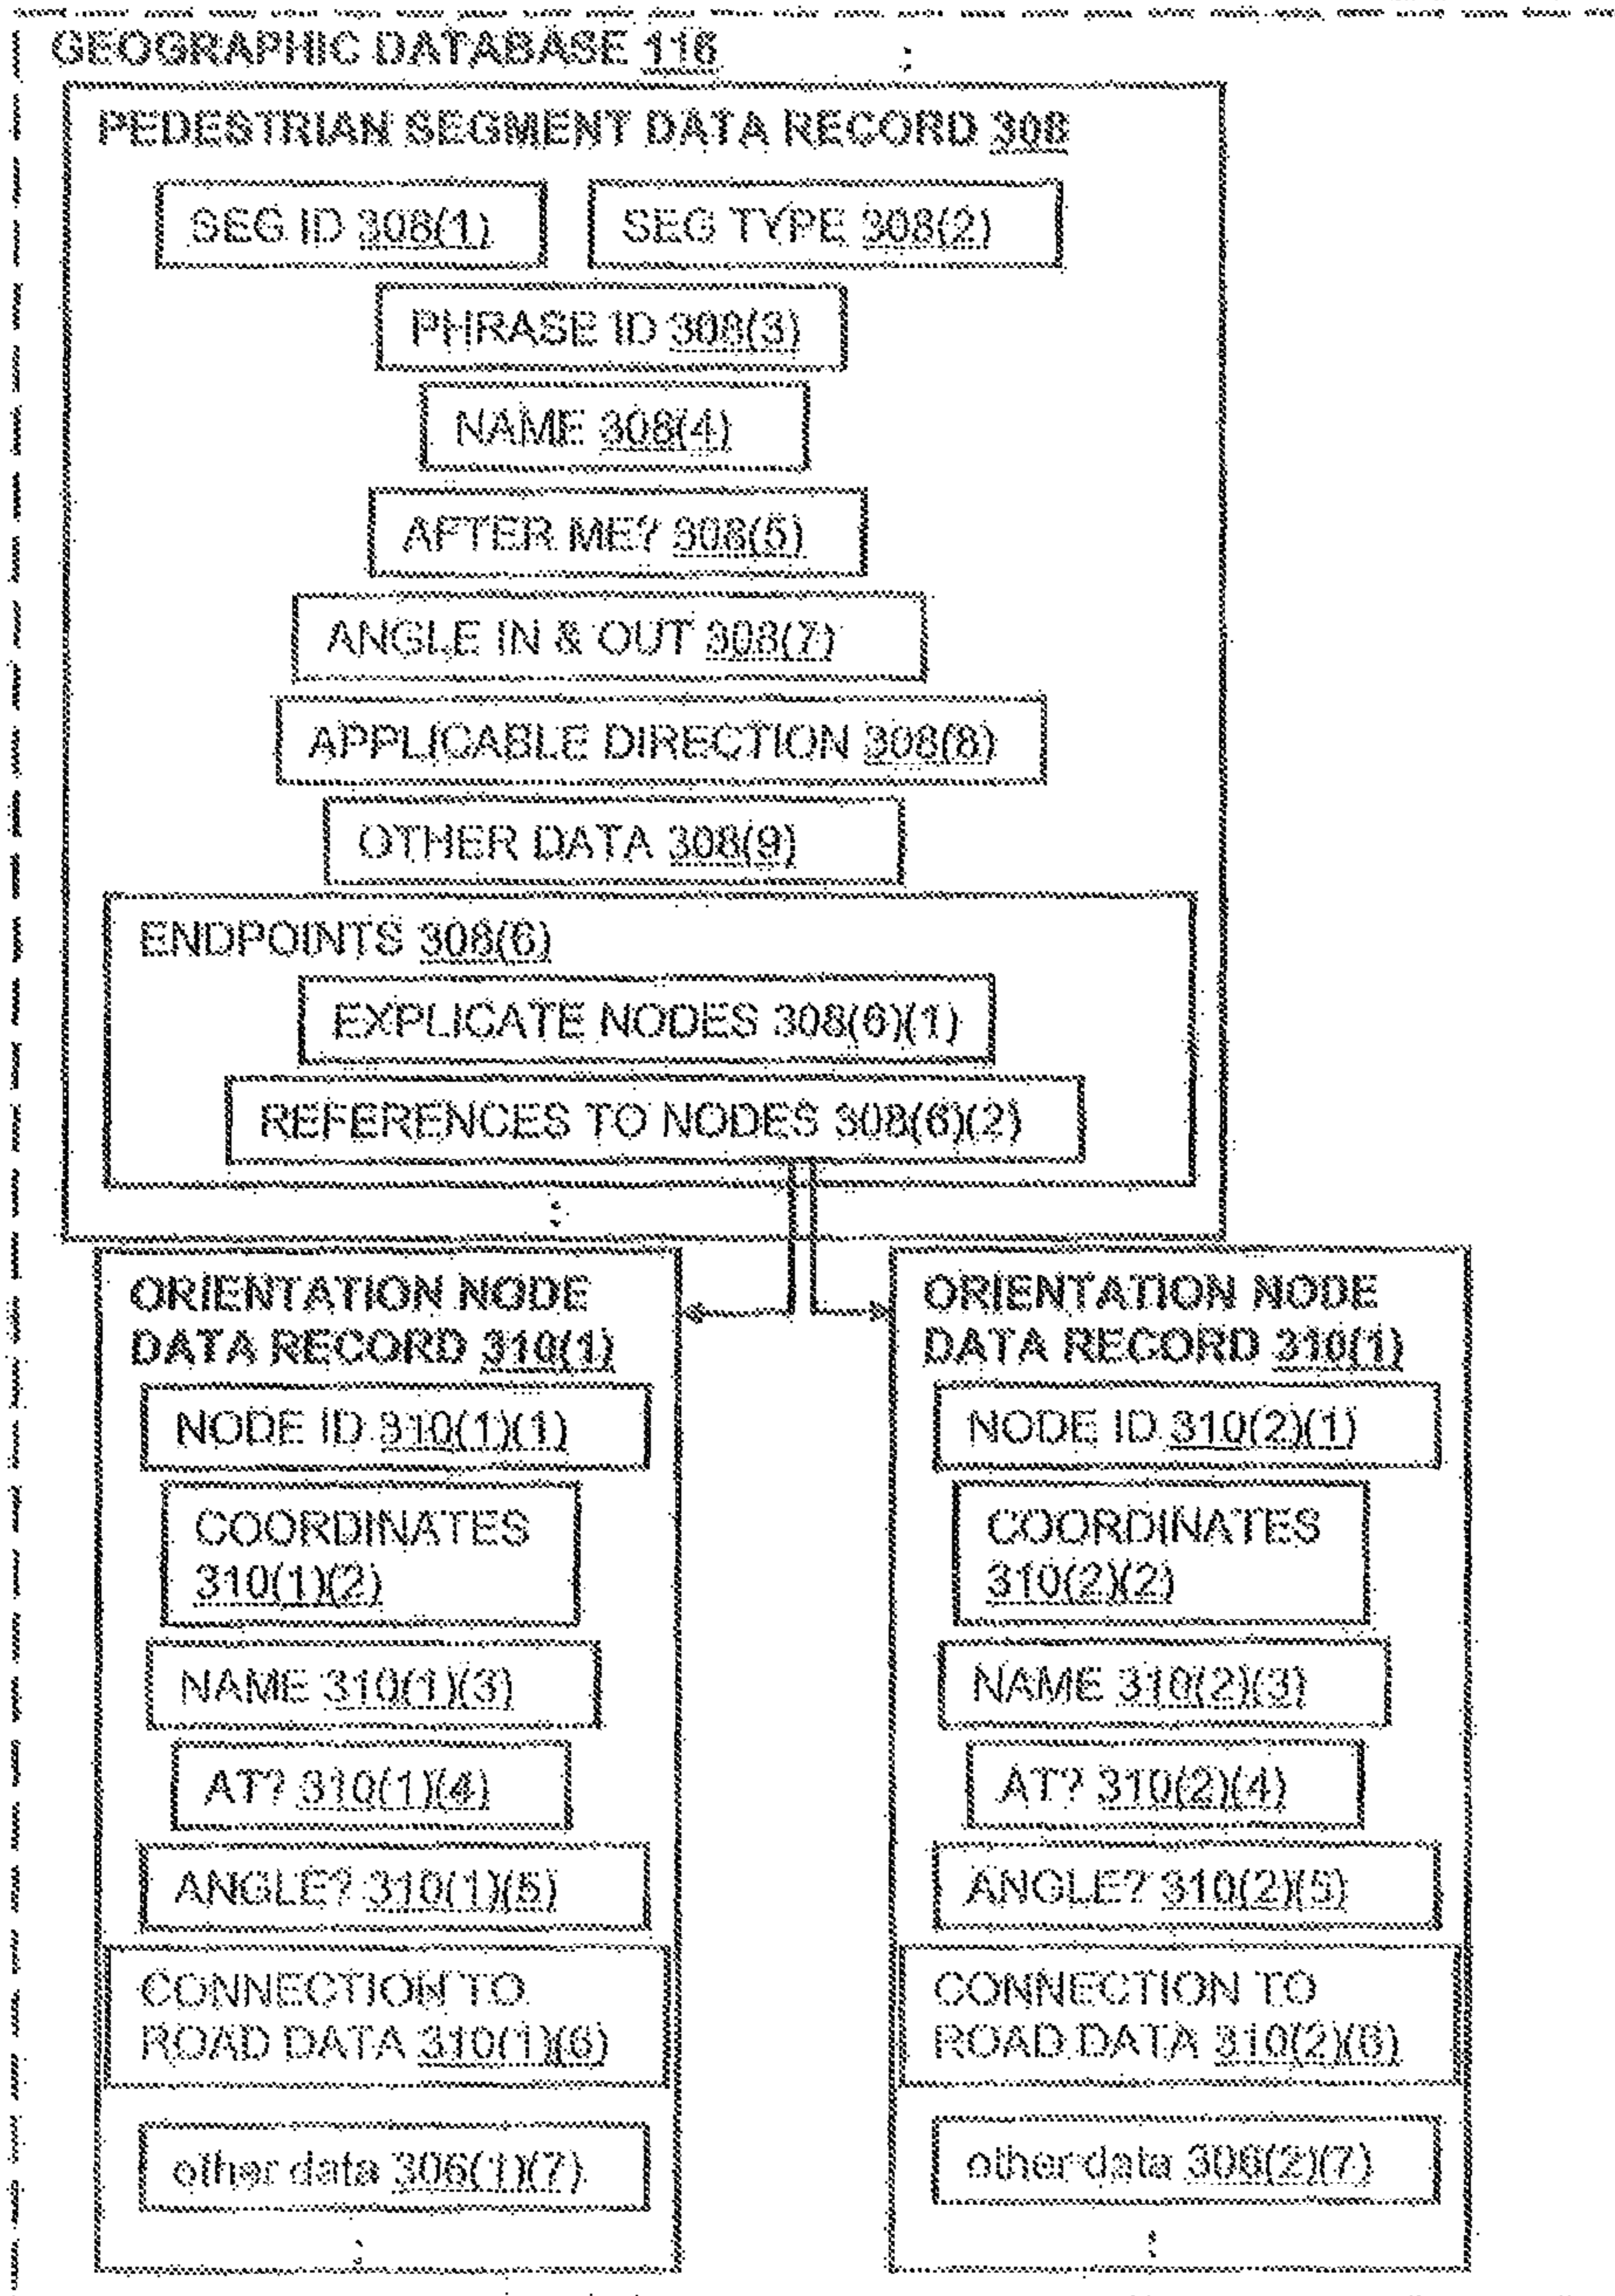 GEOGRAPHIC DATABASE 116
PEDESTRIAN SEGMENT DATA RECORD 308
SEG ID 308(1)
SEG TYPE 308(2)
PHRASE ID 308(3)
NAME 308(4)
AFTER ME? 308(5)
ANGLE IN & OUT 308(7)
APPLICABLE DIRECTION 308(8)
OTHER DATA 308(9)
ENDPOINTS 308(6)
EXPLICATE NODES 308(6)(1)
REFERENCES TO NODES 308(6)(2)
ORIENTATION NODE
DATA RECORD 310(1)
NODE ID 310(1)(1)
COORDINATES
310(1)(2)
NAME 310(1)(3)
AT? 310(1)(4)
ANGLE? 310(1)(5)
CONNECTION TO
ROAD DATA 310(1)(6)
other data 306(1)(7)
ORIENTATION NODE
DATA RECORD 310(1)
NODE ID 310(2)(1)
COORDINATES
310(2)(2)
NAME 310(2)(3)
AT? 310(2)(4)
ANGLE? 310(2)(5)
CONNECTION TO
ROAD DATA 310(2)(6)
other data 306(2)(7)